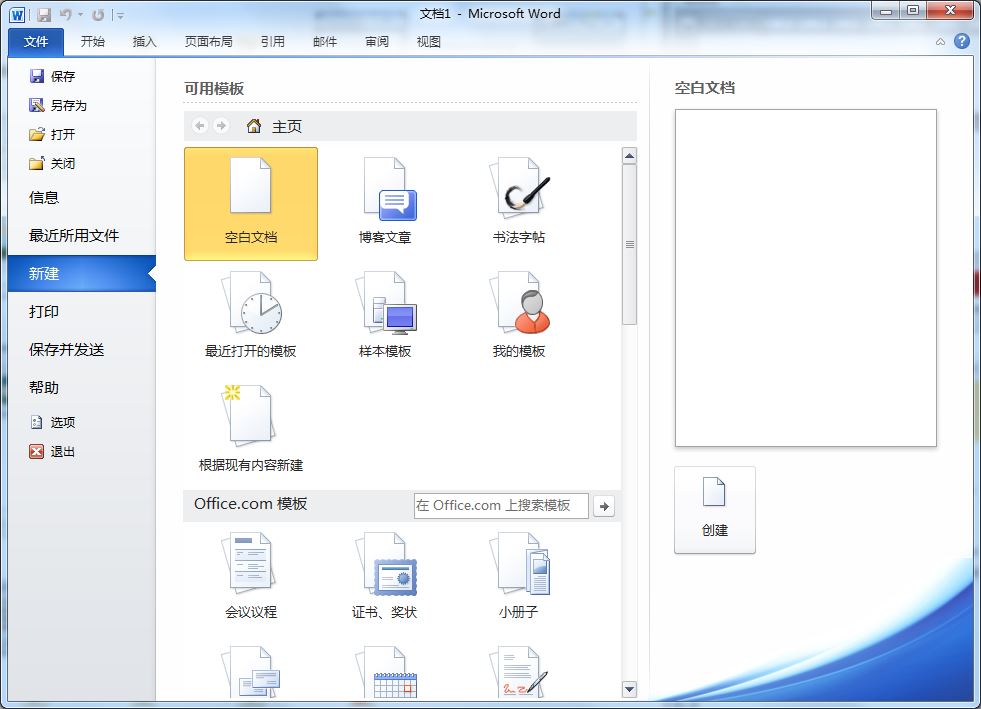 文档1 - Microsoft Word
文件 开始 插入 页面布局 引用 邮件 审阅 视图
保存
另存为
打开
关闭
信息
最近所用文件
新建
打印
保存并发送
帮助
选项
退出
可用模板
主页
空白文档 博客文章 书法字帖
最近打开的模板 样本模板 我的模板
根据现有内容新建
Office.com 模板 在 Office.com 上搜索模板
会议议程 证书、奖状 小册子
空白文档
创建